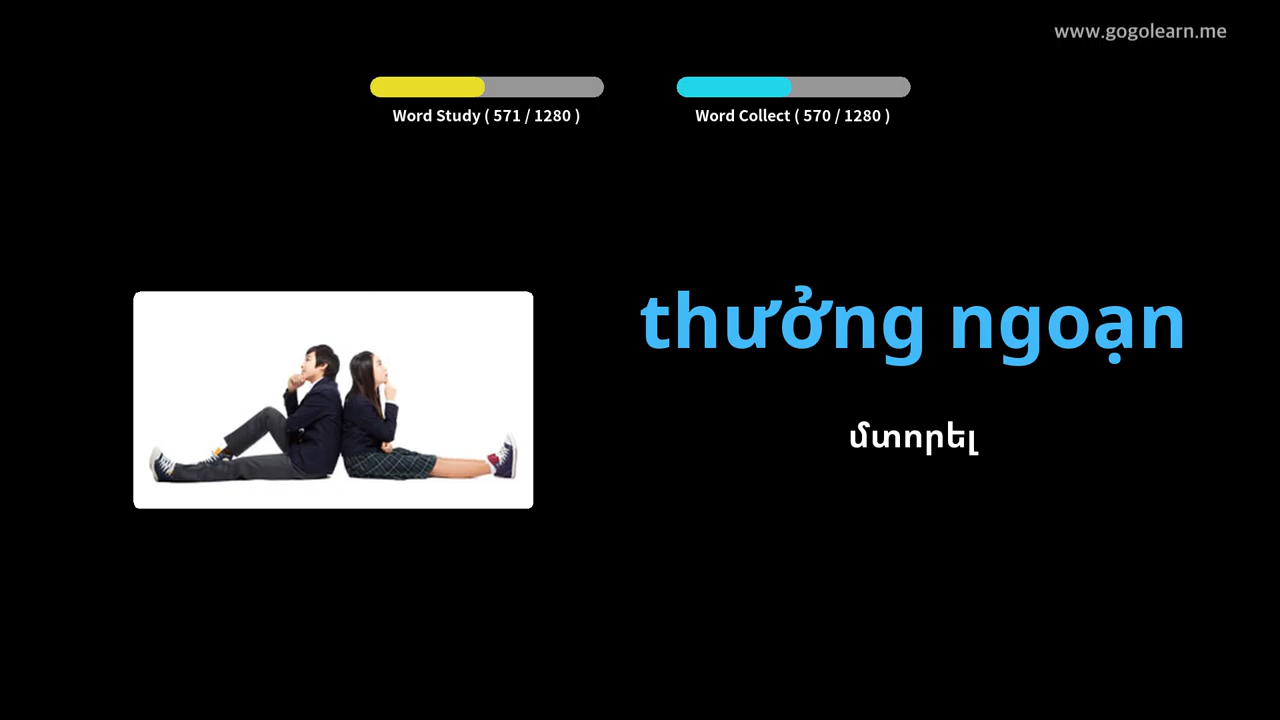 www.gogolearn.me
Word Study ( 571 / 1280 )
Word Collect ( 570 / 1280 )
thưởng ngoạn
մտորել